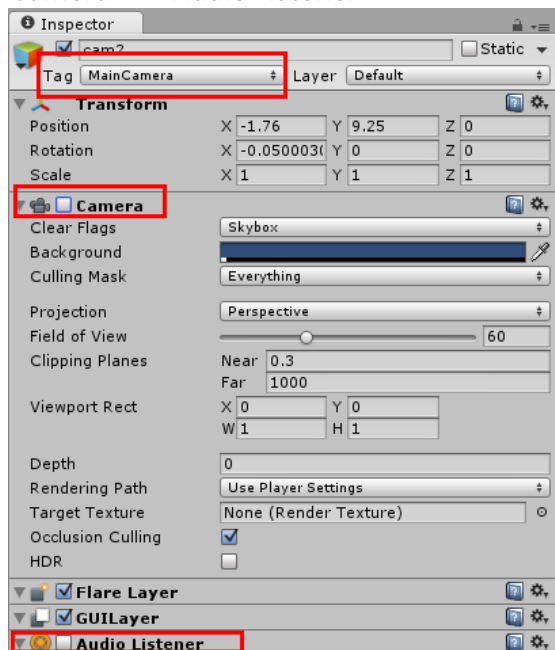 Inspector
cam2 Static
Tag MainCamera Layer Default
Transform
Position X -1.76 Y 9.25 Z 0
Rotation X -0.050003( Y 0 Z 0
Scale X 1 Y 1 Z 1
Camera
Clear Flags Skybox
Background
Culling Mask Everything
Projection Perspective
Field of View 60
Clipping Planes Near 0.3
Far 1000
Viewport Rect X 0 Y 0
W 1 H 1
Depth 0
Rendering Path Use Player Settings
Target Texture None (Render Texture)
Occlusion Culling
HDR
Flare Layer
GUILayer
Audio Listener